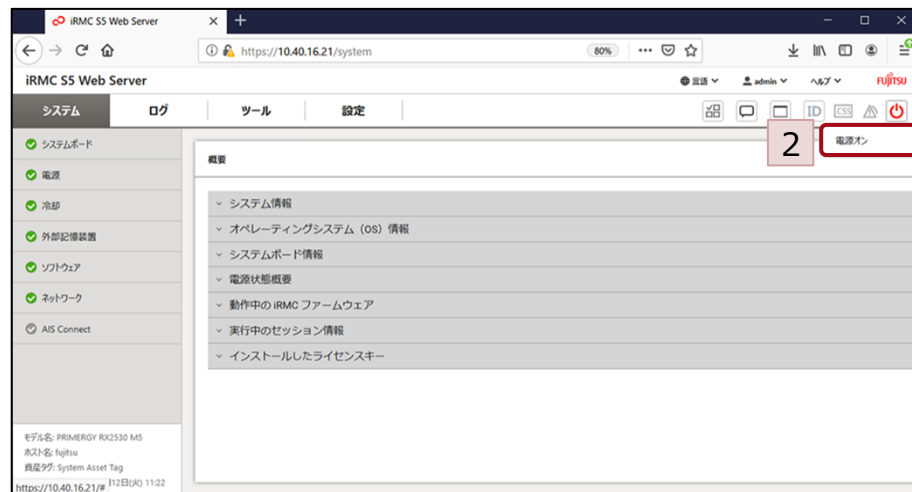 iRMC S5 Web Server
https://10.40.16.21/system
80%
iRMC S5 Web Server
言語
admin
ヘルプ
FUJITSU
システム
ログ
ツール
設定
ID
CSS
2
電源オン
システムボード
電源
冷却
外部記憶装置
ソフトウェア
ネットワーク
AIS Connect
概要
システム情報
オペレーティングシステム（OS）情報
システムボード情報
電源状態概要
動作中の iRMC ファームウェア
実行中のセッション情報
インストールしたライセンスキー
モデル名: PRIMERGY RX2530 M5
ホスト名: fujitsu
資産タグ: System Asset Tag
https://10.40.16.21/#
12日(火) 11:22